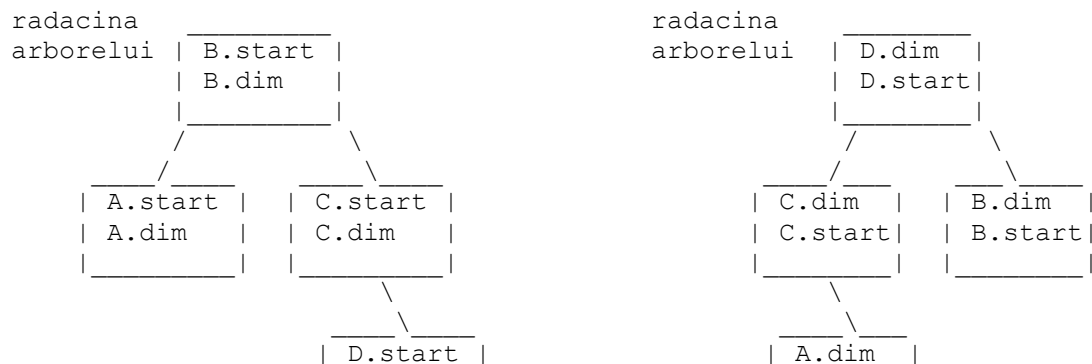 radacina radacina
arborelui | B.start | arborelui | D.dim |
| B.dim | | D.start|
| A.start | | C.start | | C.dim | | B.dim |
| A.dim | | C.dim | | C.start| | B.start|
| D.start | | A.dim |